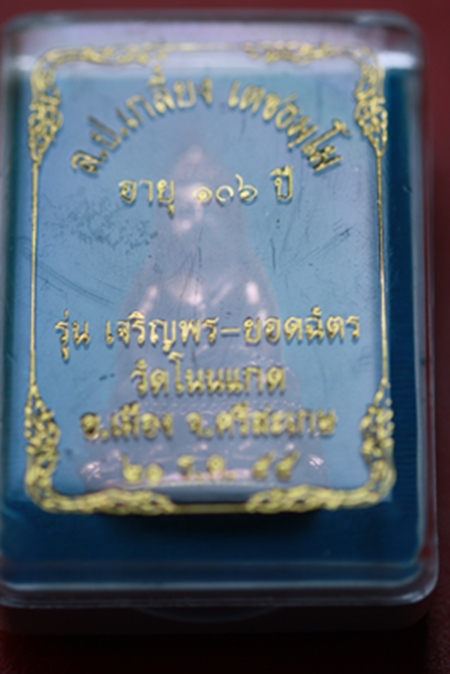 ล.ป.เกลี้ยง เตชธมฺโม
อายุ ๑๐๖ ปี
รุ่น เจริญพร-ยอดฉัตร
วัดโนนแกด
อ.เมือง จ.ศรีสะเกษ
๒๑ ธ.ค. ๕๕